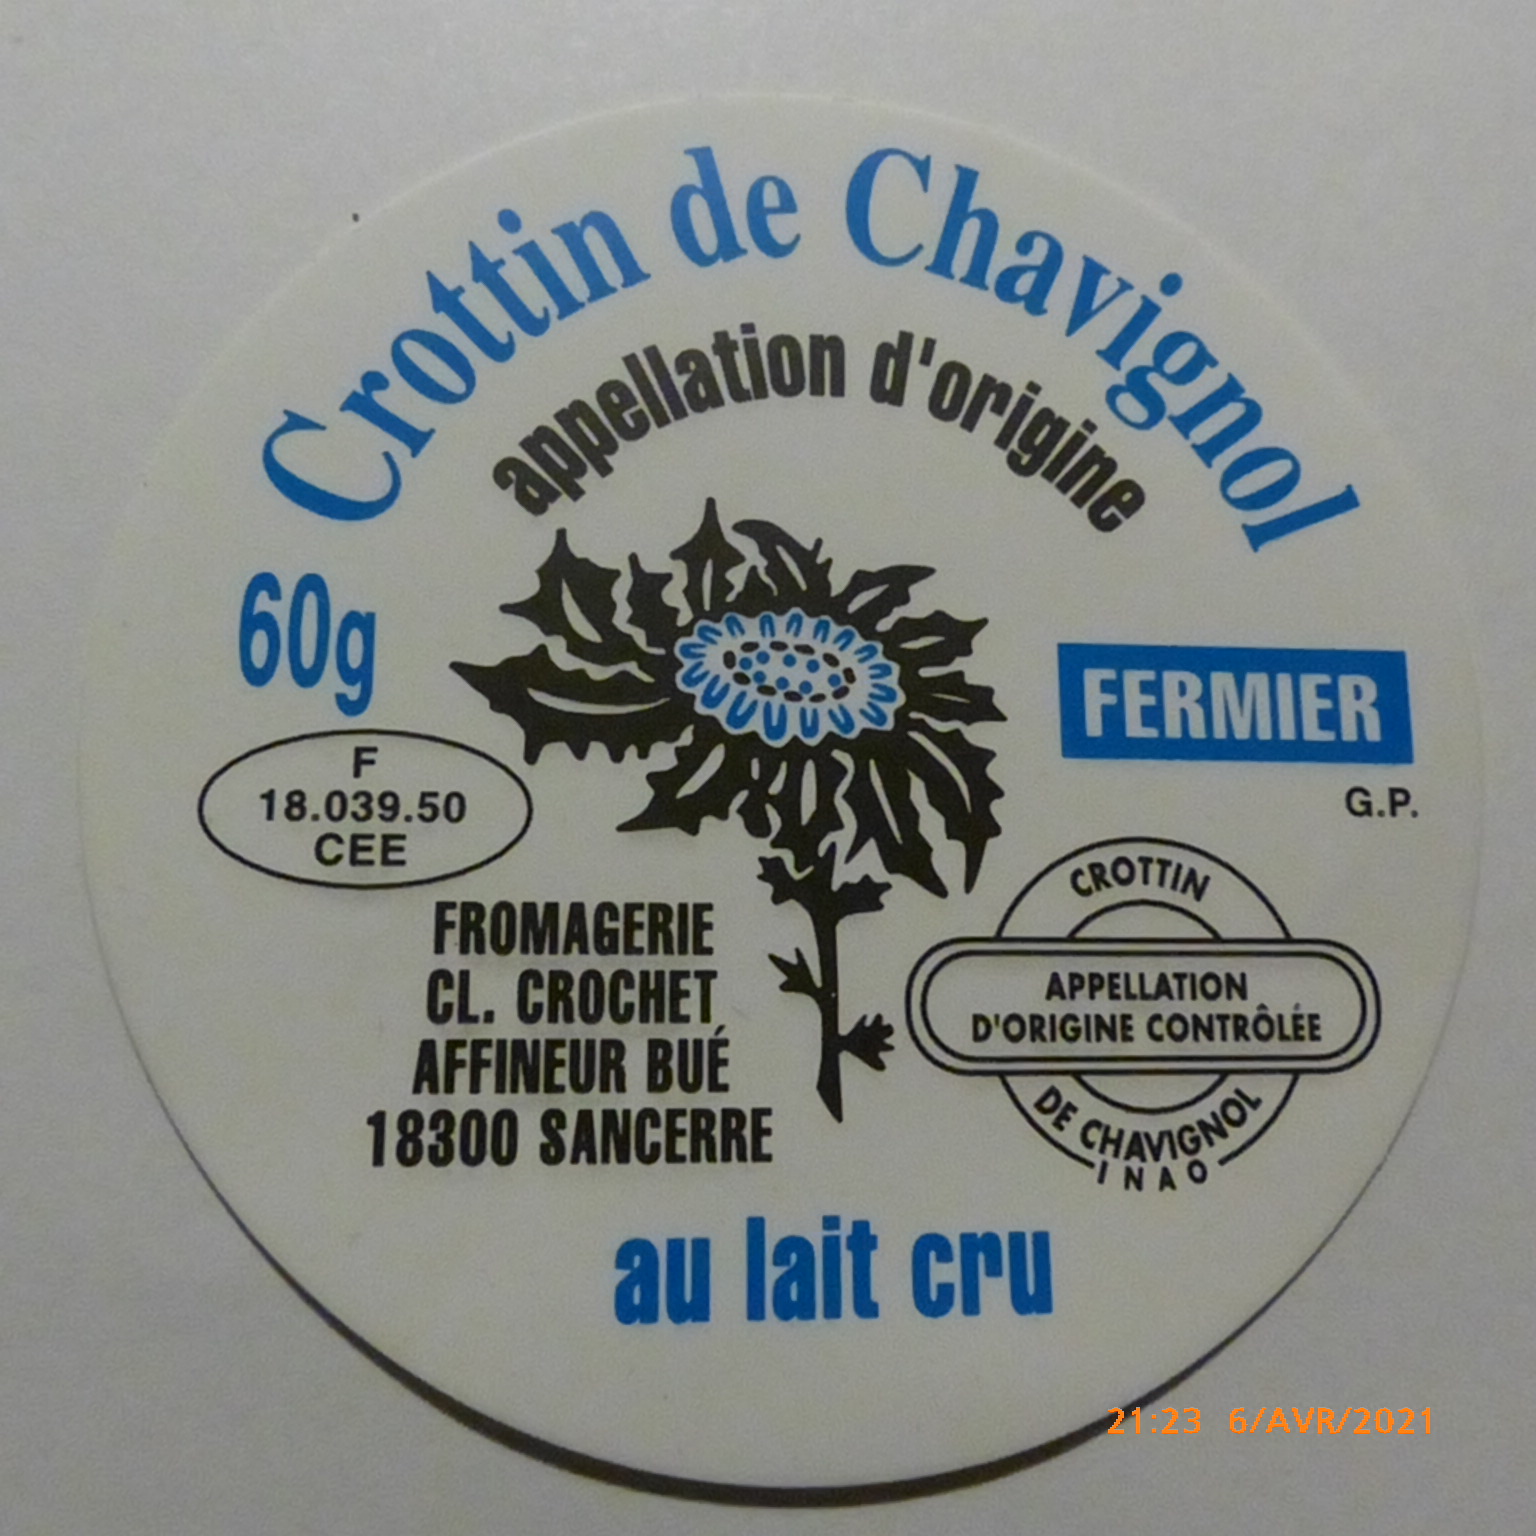 Crottin de Chavignol
appellation d'origine
60g
FERMIER
F
18.039.50
CEE
G.P.
FROMAGERIE
CL. CROCHET
AFFINEUR BUÉ
18300 SANCERRE
CROTTIN
APPELLATION
D'ORIGINE CONTRÔLÉE
DE CHAVIGNOL
INAO
au lait cru
21:23 6/AVR/2021